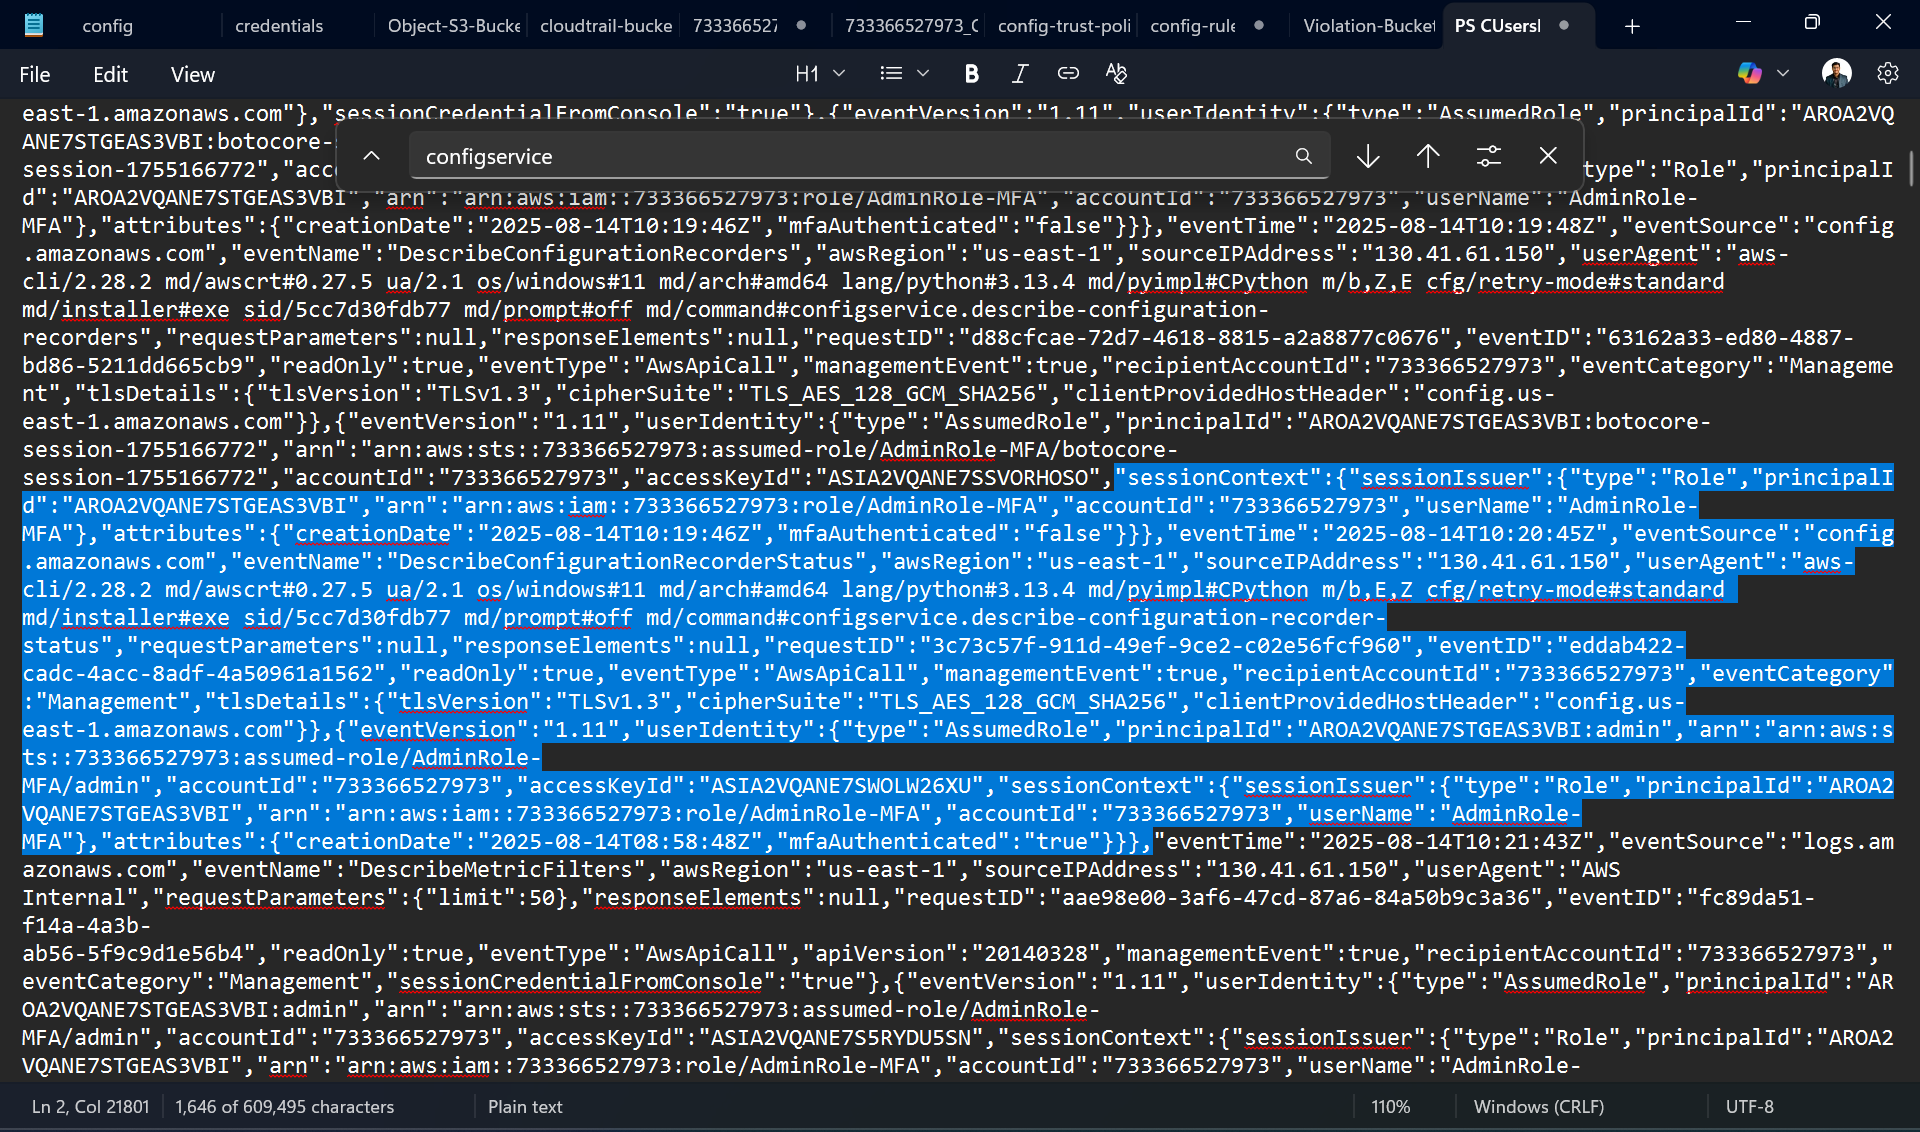 config
credentials
Object-S3-Bucke
cloudtrail-bucke
73336652
733366527973_C
config-trust-poli
config-rule
Violation-Bucket
PS CUsers
File Edit View H1 B I
east-1.amazonaws.com"},"sessionCredentialFromConsole":"true"},{"eventVersion":"1.11","userIdentity":{"type":"AssumedRole","principalId":"AROA2VQ
ANE7STGEAS3VBI:botocore-
session-1755166772","acc
configservice
type":"Role","principalI
d":"AROA2VQANE7STGEAS3VBI","arn":"arn:aws:iam::733366527973:role/AdminRole-MFA","accountId":"733366527973","userName":"AdminRole-
MFA"},"attributes":{"creationDate":"2025-08-14T10:19:46Z","mfaAuthenticated":"false"}}},"eventTime":"2025-08-14T10:19:48Z","eventSource":"config
.amazonaws.com","eventName":"DescribeConfigurationRecorders","awsRegion":"us-east-1","sourceIPAddress":"130.41.61.150","userAgent":"aws-
cli/2.28.2 md/awscrt#0.27.5 ua/2.1 os/windows#11 md/arch#amd64 lang/python#3.13.4 md/pyimpl#CPython m/b,Z,E cfg/retry-mode#standard
md/installer#exe sid/5cc7d30fdb77 md/prompt#off md/command#configservice.describe-configuration-
recorders","requestParameters":null,"responseElements":null,"requestID":"d88cfcae-72d7-4618-8815-a2a8877c0676","eventID":"63162a33-ed80-4887-
bd86-5211dd665cb9","readOnly":true,"eventType":"AwsApiCall","managementEvent":true,"recipientAccountId":"733366527973","eventCategory":"Manageme
nt","tlsDetails":{"tlsVersion":"TLSv1.3","cipherSuite":"TLS_AES_128_GCM_SHA256","clientProvidedHostHeader":"config.us-
east-1.amazonaws.com"}},{"eventVersion":"1.11","userIdentity":{"type":"AssumedRole","principalId":"AROA2VQANE7STGEAS3VBI:botocore-
session-1755166772","arn":"arn:aws:sts::733366527973:assumed-role/AdminRole-MFA/botocore-
session-1755166772","accountId":"733366527973","accessKeyId":"ASIA2VQANE7SSVORHOSO","sessionContext":{"sessionIssuer":{"type":"Role","principalI
d":"AROA2VQANE7STGEAS3VBI","arn":"arn:aws:iam::733366527973:role/AdminRole-MFA","accountId":"733366527973","userName":"AdminRole-
MFA"},"attributes":{"creationDate":"2025-08-14T10:19:46Z","mfaAuthenticated":"false"}}},"eventTime":"2025-08-14T10:20:45Z","eventSource":"config
.amazonaws.com","eventName":"DescribeConfigurationRecorderStatus","awsRegion":"us-east-1","sourceIPAddress":"130.41.61.150","userAgent":"aws-
cli/2.28.2 md/awscrt#0.27.5 ua/2.1 os/windows#11 md/arch#amd64 lang/python#3.13.4 md/pyimpl#CPython m/b,E,Z cfg/retry-mode#standard
md/installer#exe sid/5cc7d30fdb77 md/prompt#off md/command#configservice.describe-configuration-recorder-
status","requestParameters":null,"responseElements":null,"requestID":"3c73c57f-911d-49ef-9ce2-c02e56fcf960","eventID":"eddab422-
cadc-4acc-8adf-4a50961a1562","readOnly":true,"eventType":"AwsApiCall","managementEvent":true,"recipientAccountId":"733366527973","eventCategory"
:"Management","tlsDetails":{"tlsVersion":"TLSv1.3","cipherSuite":"TLS_AES_128_GCM_SHA256","clientProvidedHostHeader":"config.us-
east-1.amazonaws.com"}},{"eventVersion":"1.11","userIdentity":{"type":"AssumedRole","principalId":"AROA2VQANE7STGEAS3VBI:admin","arn":"arn:aws:s
ts::733366527973:assumed-role/AdminRole-
MFA/admin","accountId":"733366527973","accessKeyId":"ASIA2VQANE7SWOLW26XU","sessionContext":{"sessionIssuer":{"type":"Role","principalId":"AROA2
VQANE7STGEAS3VBI","arn":"arn:aws:iam::733366527973:role/AdminRole-MFA","accountId":"733366527973","userName":"AdminRole-
MFA"},"attributes":{"creationDate":"2025-08-14T08:58:48Z","mfaAuthenticated":"true"}}},"eventTime":"2025-08-14T10:21:43Z","eventSource":"logs.am
azonaws.com","eventName":"DescribeMetricFilters","awsRegion":"us-east-1","sourceIPAddress":"130.41.61.150","userAgent":"AWS
Internal","requestParameters":{"limit":50},"responseElements":null,"requestID":"aae98e00-3af6-47cd-87a6-84a50b9c3a36","eventID":"fc89da51-
f14a-4a3b-
ab56-5f9c9d1e56b4","readOnly":true,"eventType":"AwsApiCall","apiVersion":"20140328","managementEvent":true,"recipientAccountId":"733366527973","
eventCategory":"Management","sessionCredentialFromConsole":"true"},{"eventVersion":"1.11","userIdentity":{"type":"AssumedRole","principalId":"AR
OA2VQANE7STGEAS3VBI:admin","arn":"arn:aws:sts::733366527973:assumed-role/AdminRole-
MFA/admin","accountId":"733366527973","accessKeyId":"ASIA2VQANE7S5RYDU5SN","sessionContext":{"sessionIssuer":{"type":"Role","principalId":"AROA2
VQANE7STGEAS3VBI","arn":"arn:aws:iam::733366527973:role/AdminRole-MFA","accountId":"733366527973","userName":"AdminRole-
Ln 2, Col 21801 1,646 of 609,495 characters Plain text 110% Windows (CRLF) UTF-8